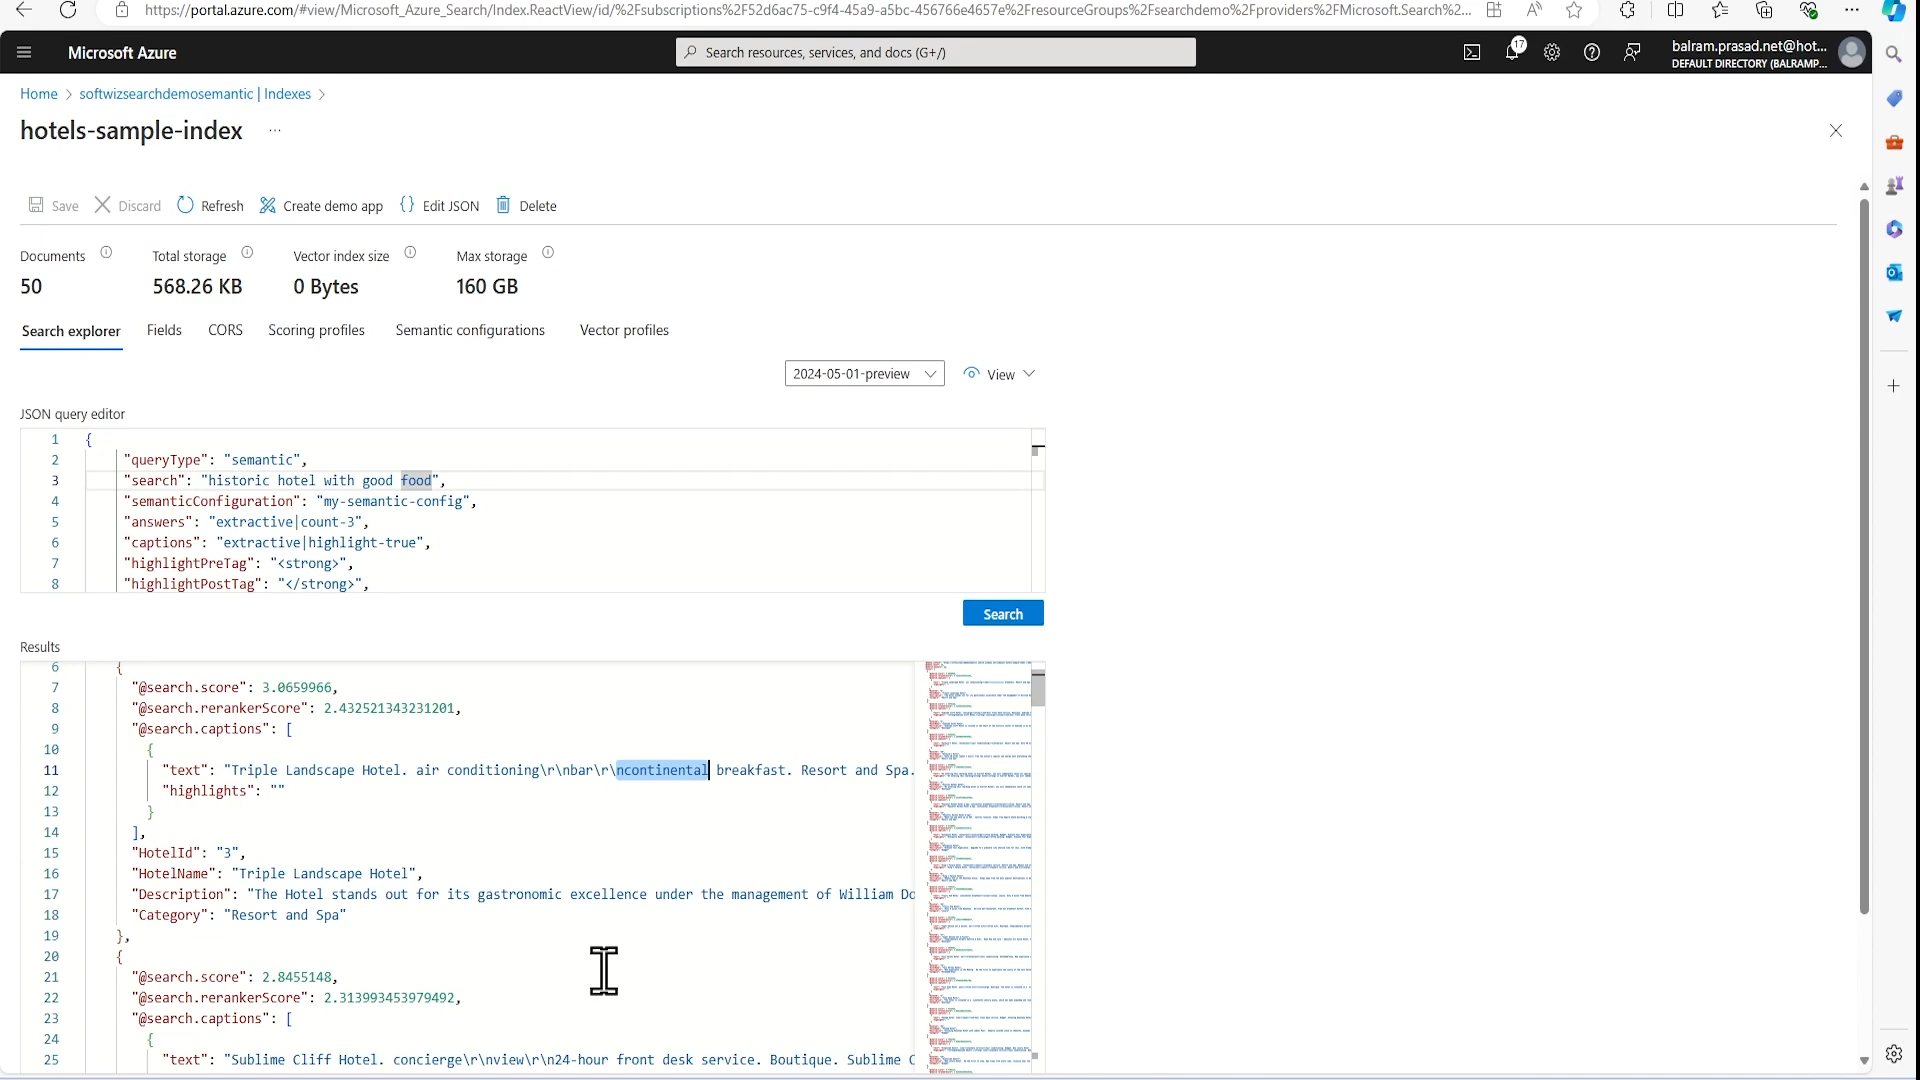 https://portal.azure.com/#view/Microsoft_Azure_Search/Index.ReactView/id/%2Fsubscriptions%2F52d6ac75-c9f4-45a9-a5bc-456766e4657e%2FresourceGroups%2Fsearchdemo%2Fproviders%2FMicrosoft.Search%2...
Microsoft Azure
Search resources, services, and docs (G+/)
17
balram.prasad.net@hot...
DEFAULT DIRECTORY (BALRAMP...
Home > softwizsearchdemosemantic | Indexes >
hotels-sample-index ...
Save Discard Refresh Create demo app Edit JSON Delete
Documents Total storage Vector index size Max storage
50 568.26 KB 0 Bytes 160 GB
Search explorer Fields CORS Scoring profiles Semantic configurations Vector profiles
2024-05-01-preview View
JSON query editor
1 {
2 "queryType": "semantic",
3 "search": "historic hotel with good food",
4 "semanticConfiguration": "my-semantic-config",
5 "answers": "extractive|count-3",
6 "captions": "extractive|highlight-true",
7 "highlightPreTag": "<strong>",
8 "highlightPostTag": "</strong>",
Search
Results
6 {
7 "@search.score": 3.0659966,
8 "@search.rerankerScore": 2.432521343231201,
9 "@search.captions": [
10 {
11 "text": "Triple Landscape Hotel. air conditioning\r\nbar\r\ncontinental breakfast. Resort and Spa.
12 "highlights": ""
13 }
14 ],
15 "HotelId": "3",
16 "HotelName": "Triple Landscape Hotel",
17 "Description": "The Hotel stands out for its gastronomic excellence under the management of William Do
18 "Category": "Resort and Spa"
19 },
20 {
21 "@search.score": 2.8455148,
22 "@search.rerankerScore": 2.313993453979492,
23 "@search.captions": [
24 {
25 "text": "Sublime Cliff Hotel. concierge\r\nview\r\n24-hour front desk service. Boutique. Sublime C